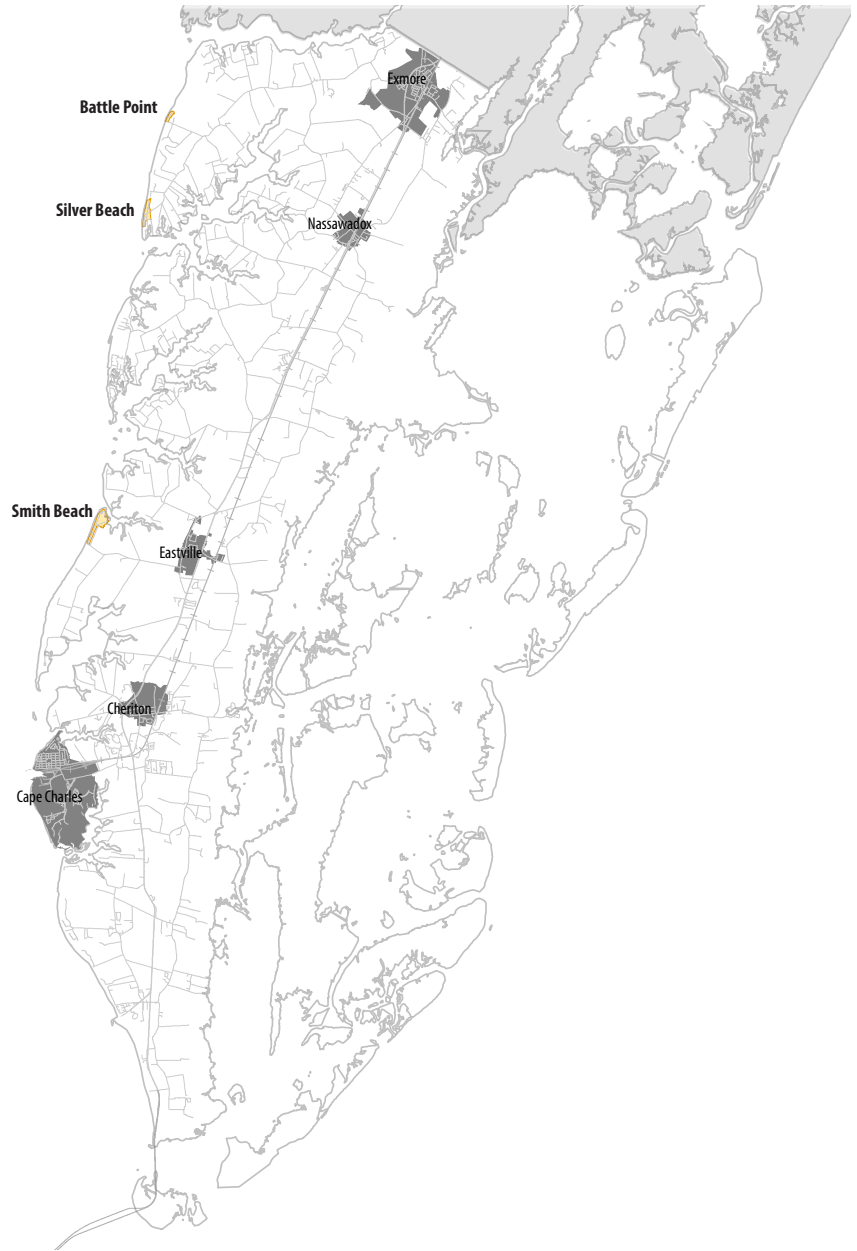 Exmore
Battle Point
Silver Beach
Nassawadox
Smith Beach
Eastville
Cheriton
Cape Charles